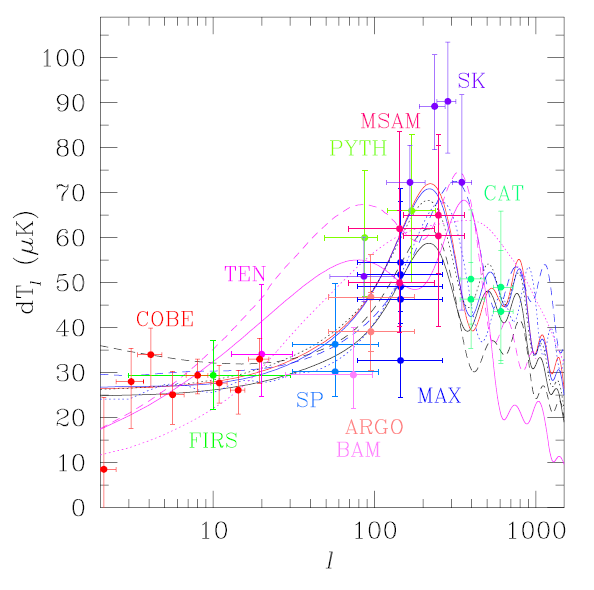 100
90
80
70
60
50
40
30
20
10
0
dT_l (μK)
SK
MSAM
PYTH
CAT
TEN
COBE
SP
MAX
ARGO
FIRS
BAM
10
100
1000
l